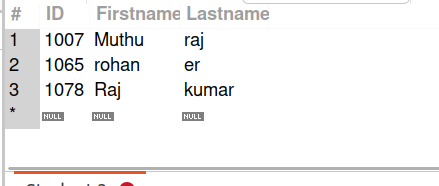 # ID Firstname Lastname
1 1007 Muthu raj
2 1065 rohan er
3 1078 Raj kumar
* NULL NULL NULL